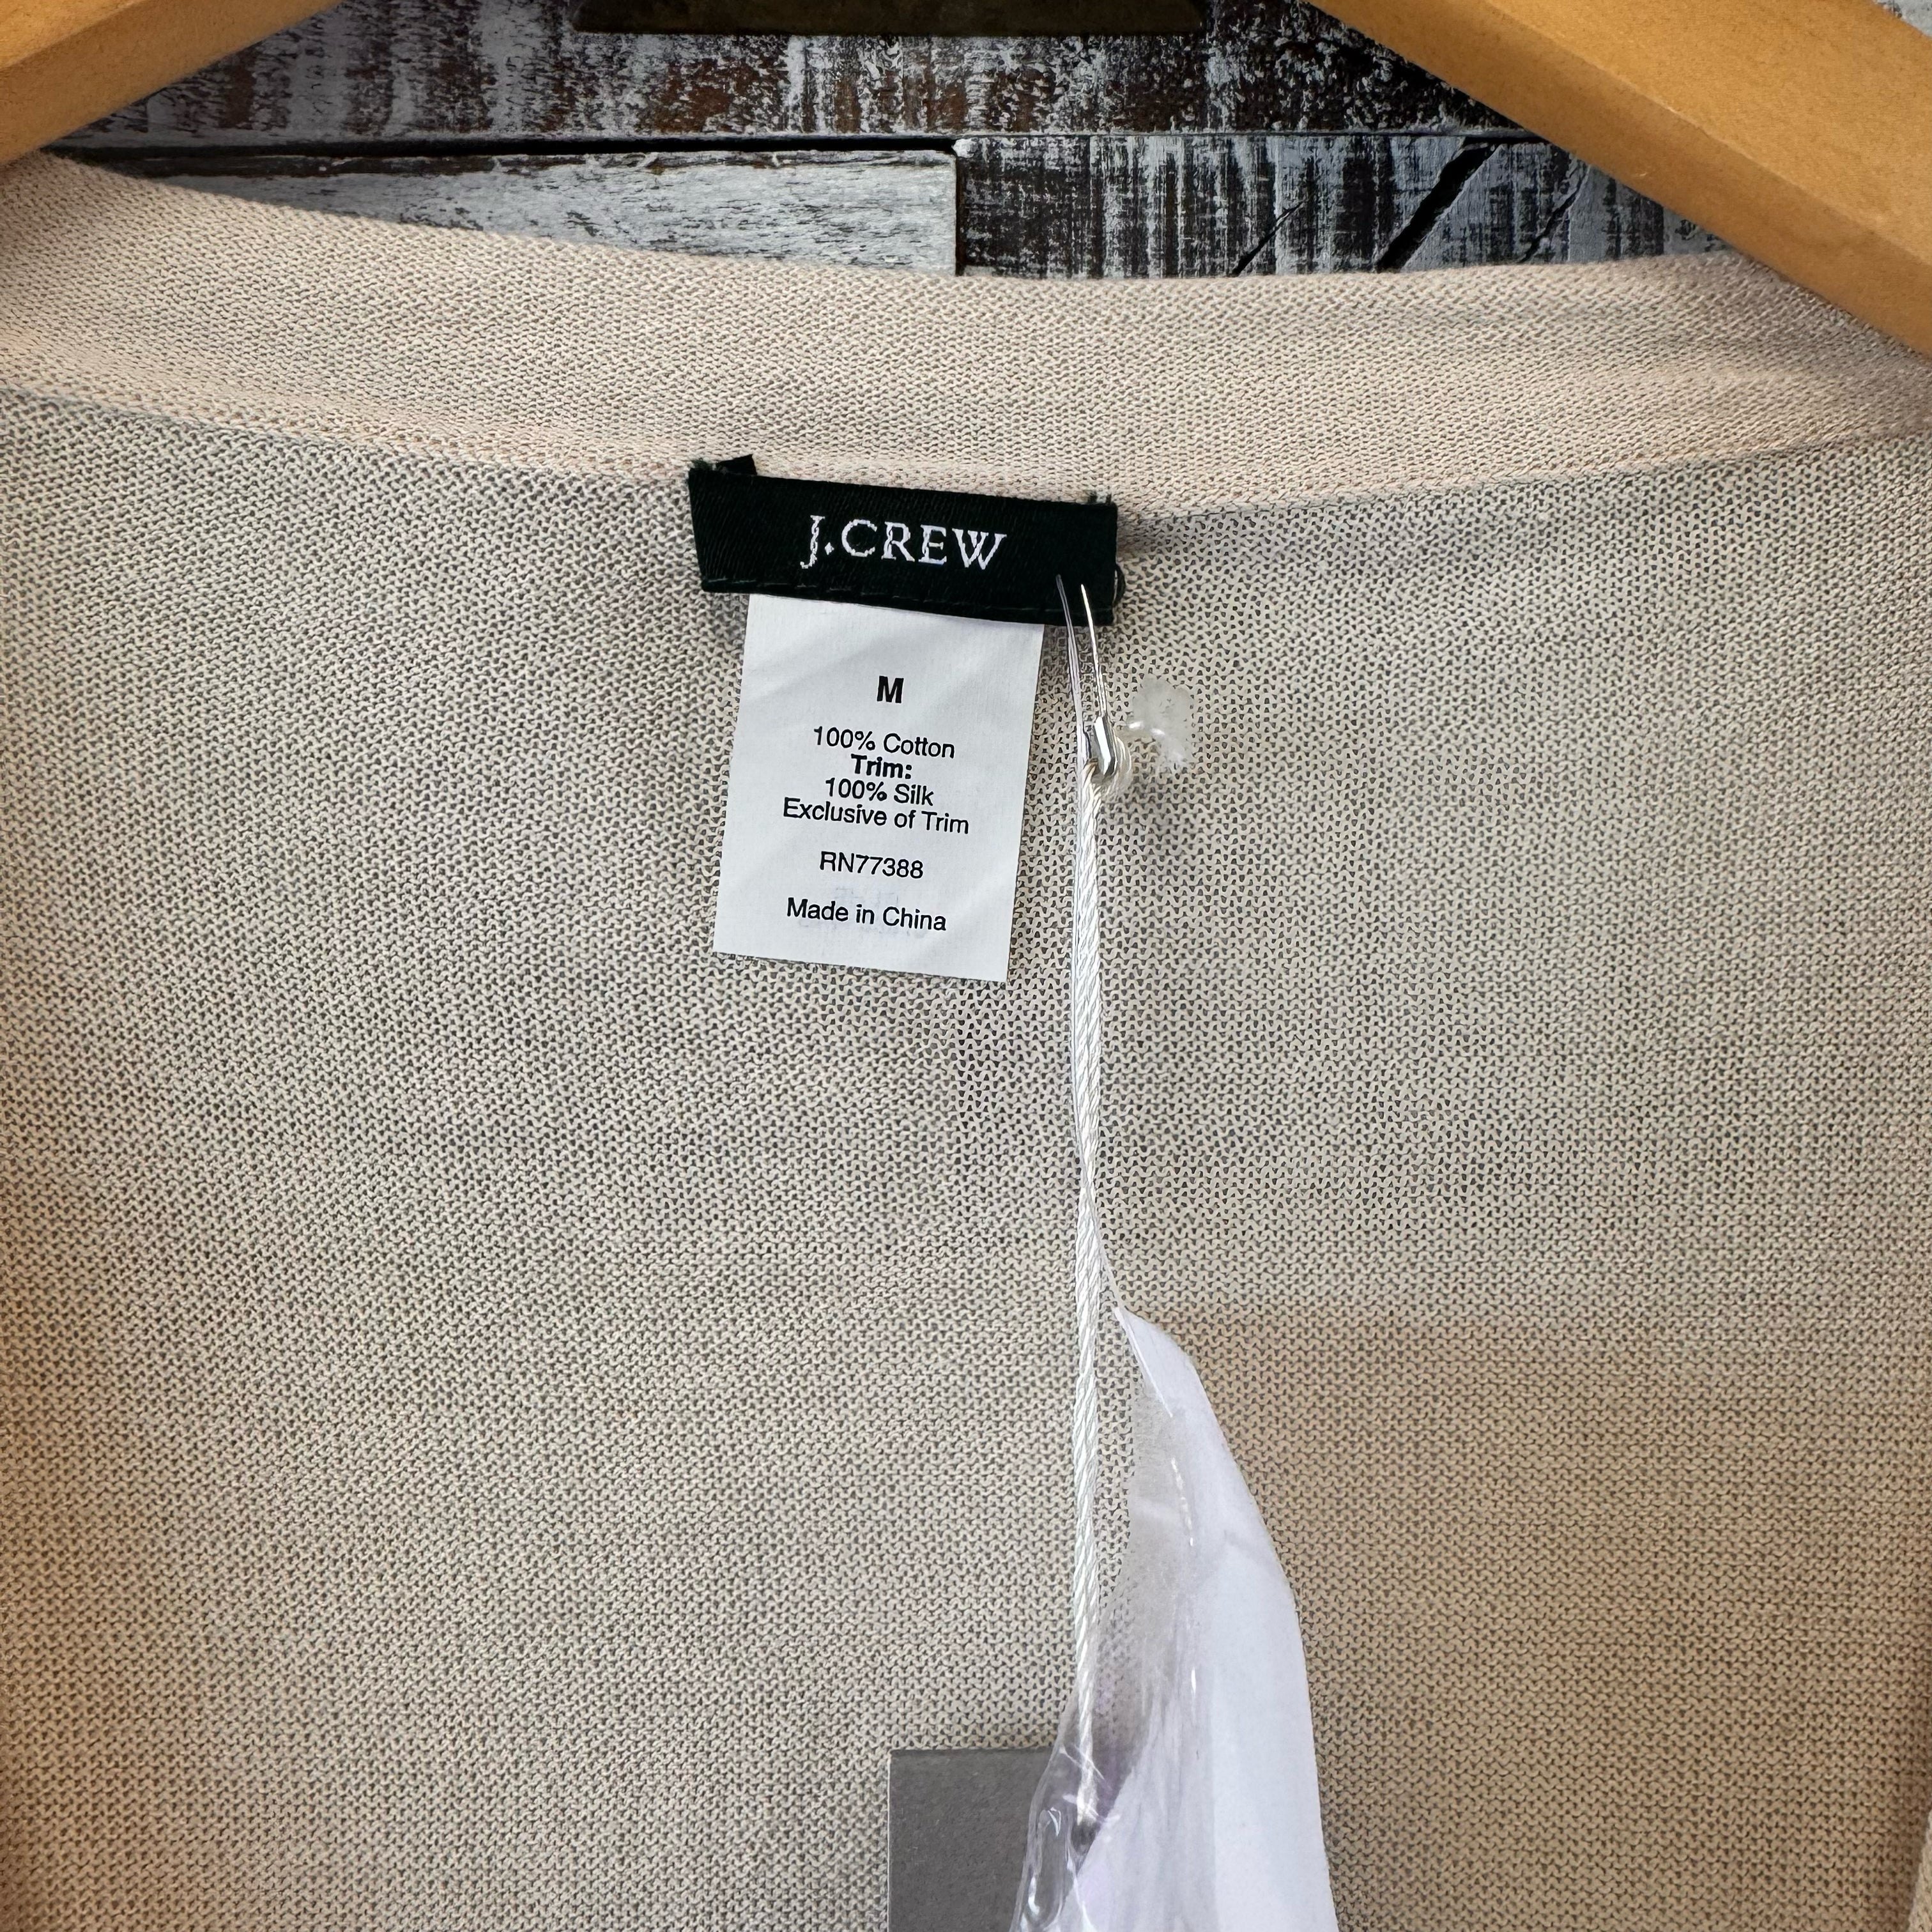 J.CREW
M
100% Cotton
Trim:
100% Silk
Exclusive of Trim
RN77388
Made in China